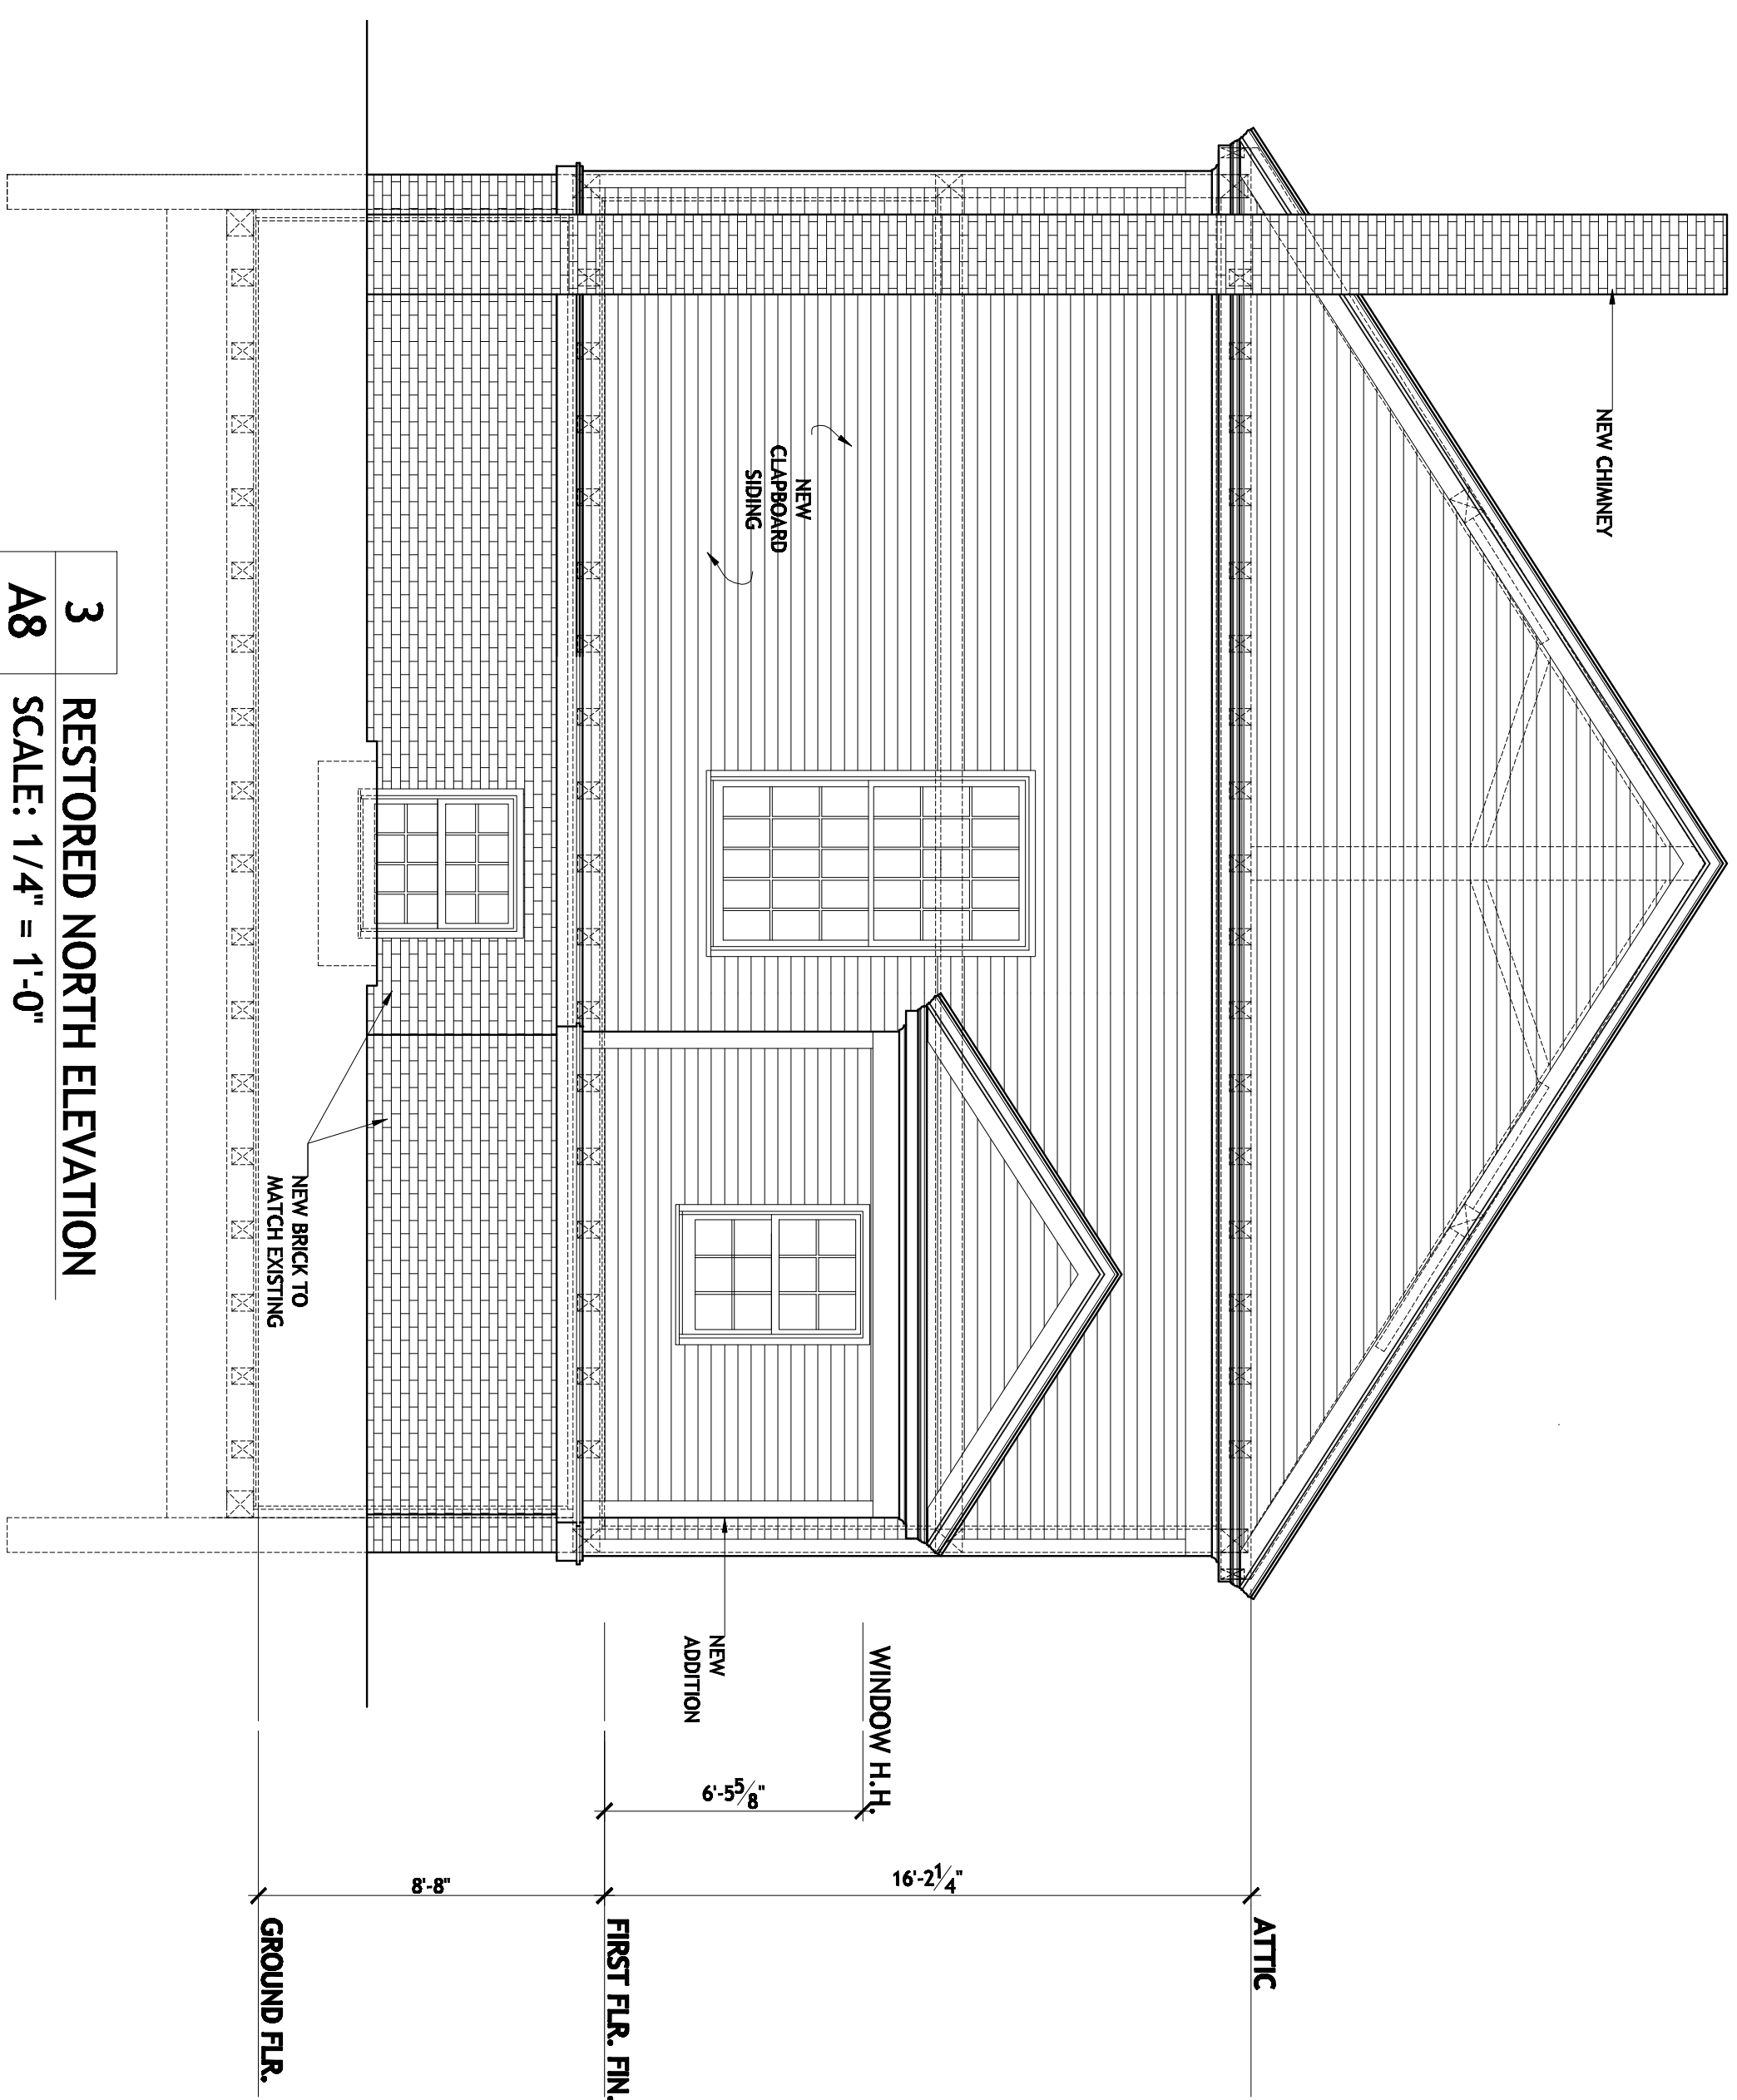 NEW CHIMNEY
ATTIC
16'-2 1/4"
WINDOW H.H.
6'-5 5/8"
NEW
CLAPBOARD
SIDING
NEW
ADDITION
FIRST FLR. FIN.
8'-8"
NEW BRICK TO
MATCH EXISTING
GROUND FLR.
3
RESTORED NORTH ELEVATION
A8
SCALE: 1/4" = 1'-0"